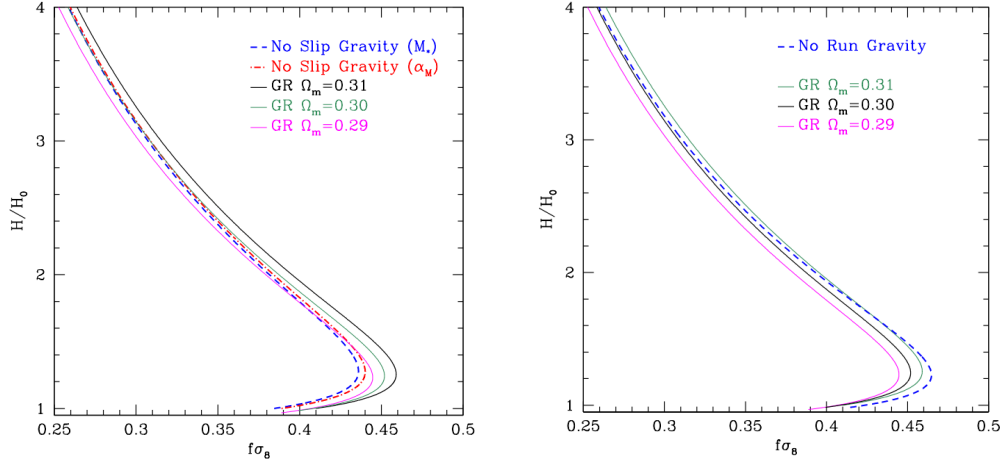 4
3
2
1
H/H₀
0.25
0.3
0.35
0.4
0.45
0.5
fσ₈
No Slip Gravity (M⋆)
No Slip Gravity (α_M)
GR Ωₘ=0.31
GR Ωₘ=0.30
GR Ωₘ=0.29
4
3
2
1
H/H₀
0.25
0.3
0.35
0.4
0.45
0.5
fσ₈
No Run Gravity
GR Ωₘ=0.31
GR Ωₘ=0.30
GR Ωₘ=0.29